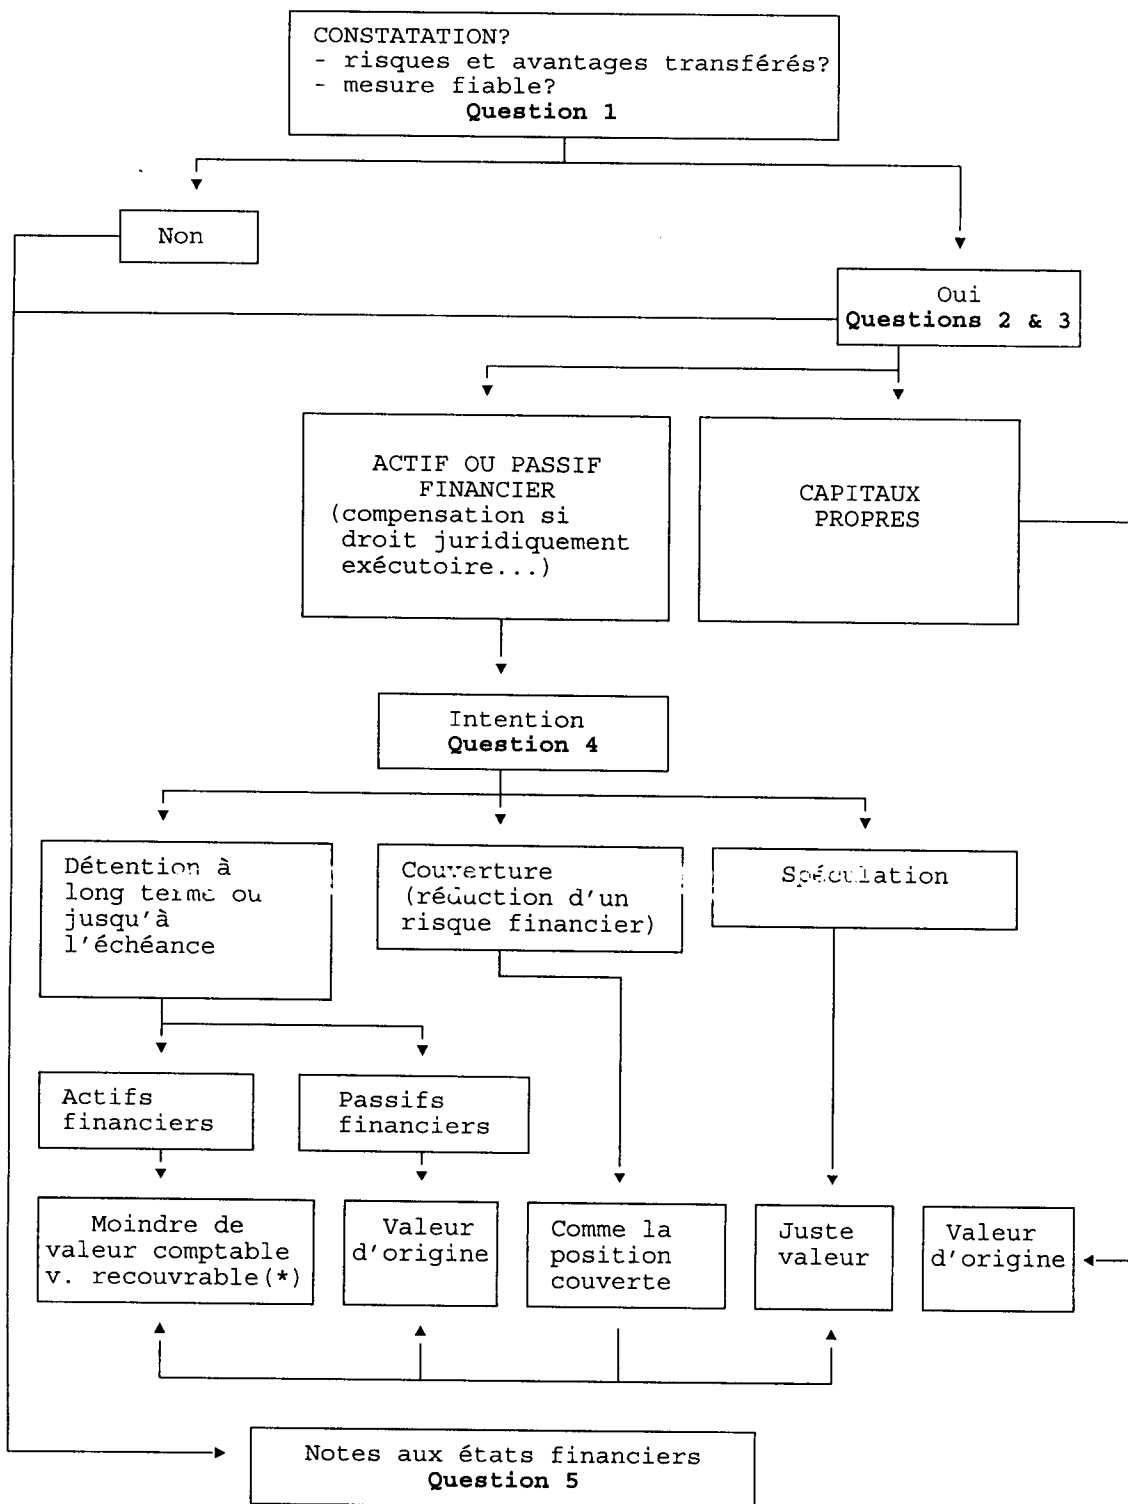 CONSTATATION?
- risques et avantages transférés?
- mesure fiable?
Question 1
Non
Oui
Questions 2 & 3
ACTIF OU PASSIF
FINANCIER
(compensation si
droit juridiquement
exécutoire...)
CAPITAUX
PROPRES
Intention
Question 4
Détention à
long terme ou
jusqu'à
l'échéance
Couverture
(réduction d'un
risque financier)
Spéculation
Actifs
financiers
Passifs
financiers
Moindre de
valeur comptable
v. recouvrable(*)
Valeur
d'origine
Comme la
position
couverte
Juste
valeur
Valeur
d'origine
Notes aux états financiers
Question 5